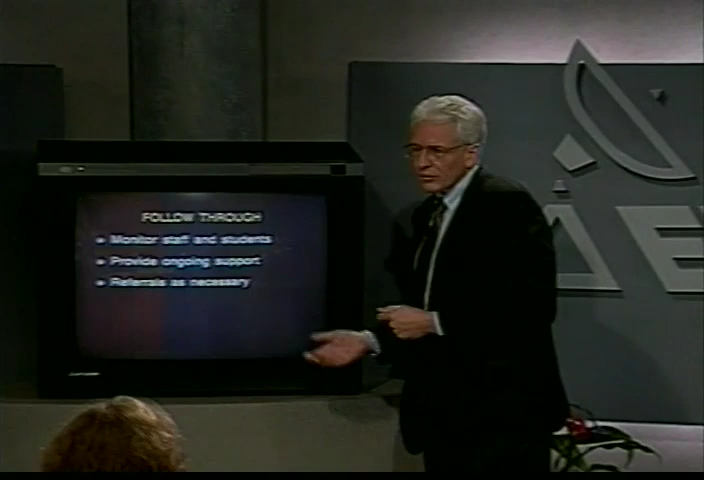 FOLLOW THROUGH
Monitor staff and students
Provide ongoing support
Referrals as necessary